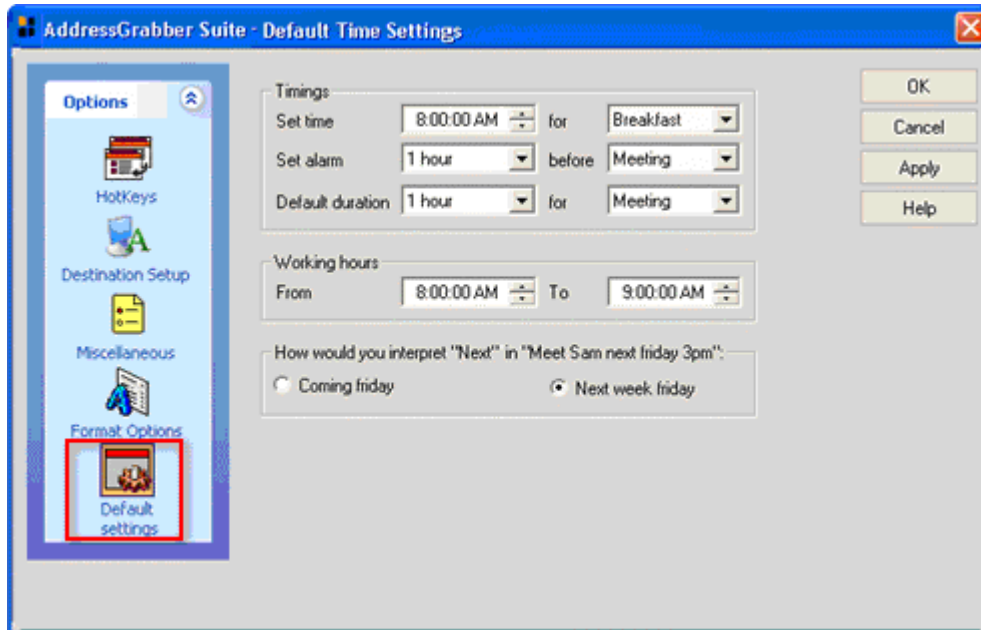 AddressGrabber Suite - Default Time Settings
Options
HotKeys
Destination Setup
Miscellaneous
Format Options
Default
settings
Timings
Set time 8:00:00 AM for Breakfast
Set alarm 1 hour before Meeting
Default duration 1 hour for Meeting
Working hours
From 8:00:00 AM To 9:00:00 AM
How would you interpret "Next" in "Meet Sam next friday 3pm":
Coming friday Next week friday
OK
Cancel
Apply
Help